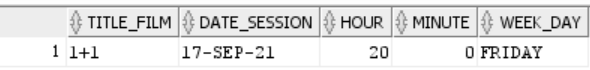 TITLE_FILM DATE_SESSION HOUR MINUTE WEEK_DAY
1 1+1 17-SEP-21 20 0 FRIDAY